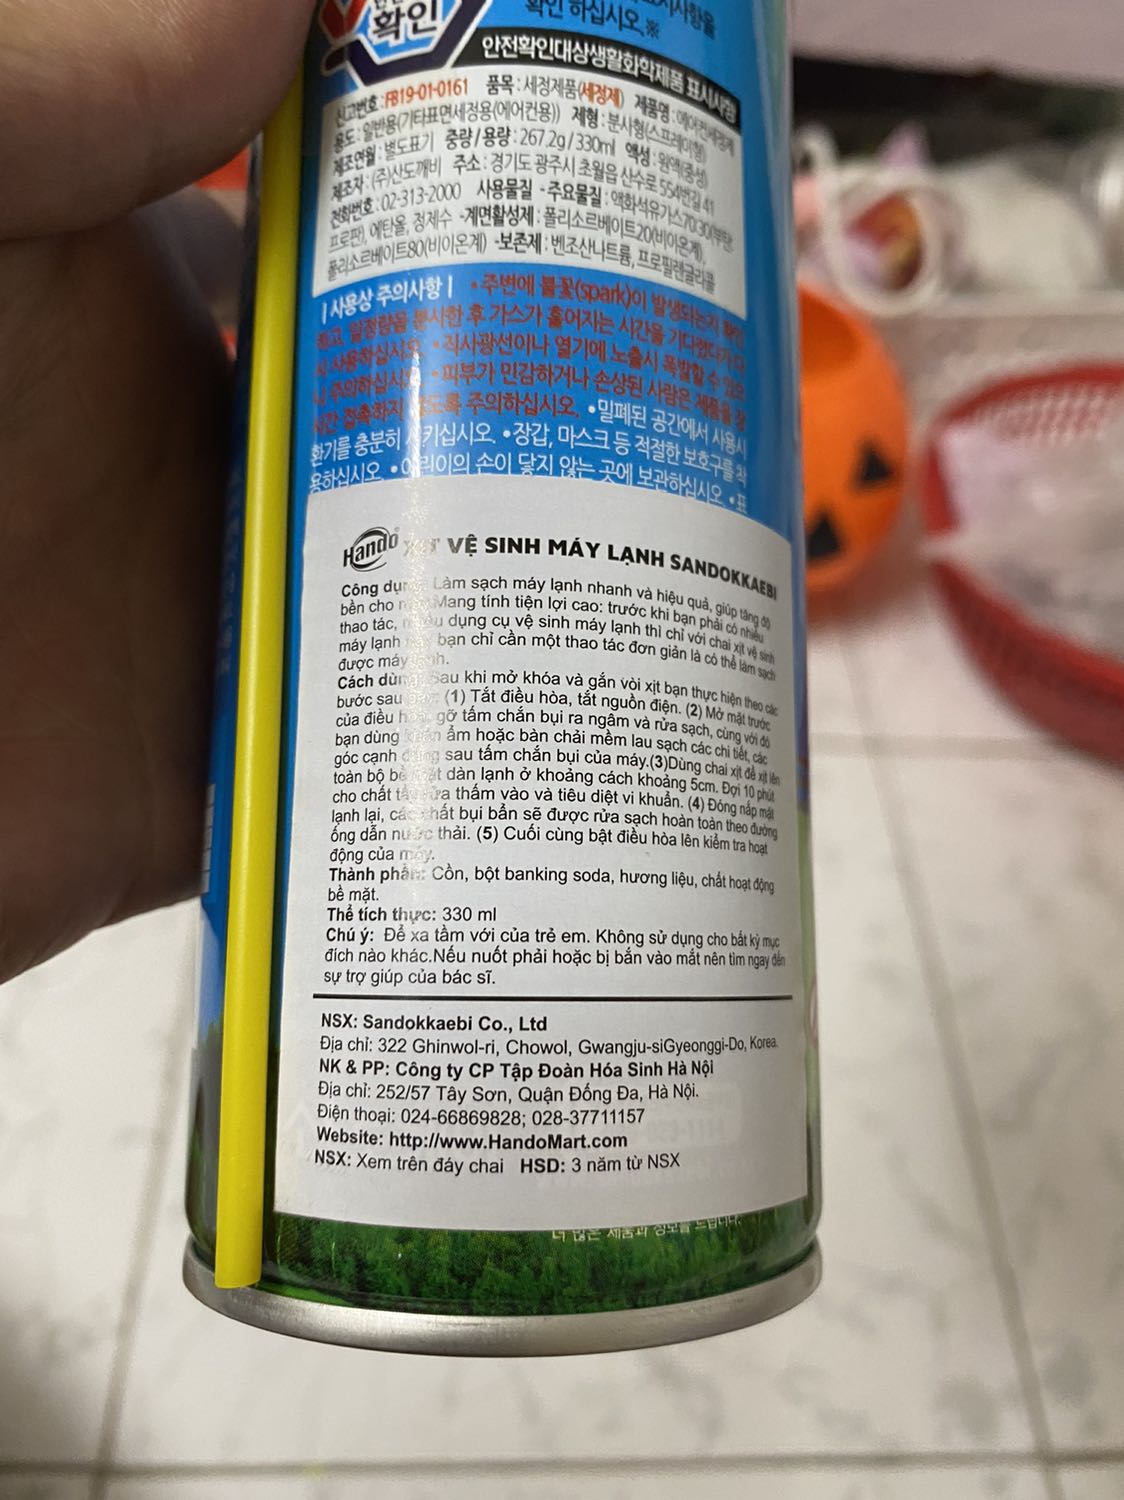 확인
확인 하십시오.※
안전확인대상생활화학제품 표시사항
신고번호:FB19-01-0161 품목:세정제품(세정제) 제품명:에어컨세정제
용도:일반용(기타표면세정용(에어컨용)) 제형:분사형(스프레이형)
제조연월:별도표기 중량/용량:267.2g/330ml 액성:원액(중성)
제조자:(주)산도깨비 주소:경기도 광주시 초월읍 산수로 554번길 41
전화번호:02-313-2000 사용물질 -주요물질:액화석유가스70:30(부탄
프로판), 에탄올, 정제수 -계면활성제:폴리소르베이트20(비이온계),
폴리소르베이트80(비이온계) -보존제:벤조산나트륨, 프로필렌글라콜
| 사용상 주의사항 | •주변에 불꽃(spark)이 발생되는지 확인
하고, 일정량을 분사한 후 가스가 흩어지는 시간을 기다렸다가 다
시 사용하십시오. •직사광선이나 열기에 노출시 폭발할 수 있으
니 주의하십시오. •피부가 민감하거나 손상된 사람은 제품을 장
시간 접촉하지 않도록 주의하십시오. •밀폐된 공간에서 사용시
환기를 충분히 시키십시오. •장갑, 마스크 등 적절한 보호구를 착
용하십시오. •어린이의 손이 닿지 않는 곳에 보관하십시오. •표
Hando® XỊT VỆ SINH MÁY LẠNH SANDOKKAEBI
Công dụng: Làm sạch máy lạnh nhanh và hiệu quả, giúp tăng độ
bền cho máy. Mang tính tiện lợi cao: trước khi bạn phải có nhiều
thao tác, nhiều dụng cụ vệ sinh máy lạnh thì chỉ với chai xịt vệ sinh
máy lạnh này bạn chỉ cần một thao tác đơn giản là có thể làm sạch
được máy lạnh.
Cách dùng: Sau khi mở khóa và gắn vòi xịt bạn thực hiện theo các
bước sau đây: (1) Tắt điều hòa, tắt nguồn điện. (2) Mở mặt trước
của điều hòa, gỡ tấm chắn bụi ra ngâm và rửa sạch, cùng với đó
bạn dùng khăn ẩm hoặc bàn chải mềm lau sạch các chi tiết, các
góc cạnh đằng sau tấm chắn bụi của máy.(3)Dùng chai xịt để xịt lên
toàn bộ bề mặt dàn lạnh ở khoảng cách khoảng 5cm. Đợi 10 phút
cho chất tẩy rửa thấm vào và tiêu diệt vi khuẩn. (4) Đóng nắp mặt
lạnh lại, các chất bụi bẩn sẽ được rửa sạch hoàn toàn theo đường
ống dẫn nước thải. (5) Cuối cùng bật điều hòa lên kiểm tra hoạt
động của máy.
Thành phần: Cồn, bột banking soda, hương liệu, chất hoạt động
bề mặt.
Thể tích thực: 330 ml
Chú ý: Để xa tầm với của trẻ em. Không sử dụng cho bất kỳ mục
đích nào khác.Nếu nuốt phải hoặc bị bắn vào mắt nên tìm ngay đến
sự trợ giúp của bác sĩ.
NSX: Sandokkaebi Co., Ltd
Địa chỉ: 322 Ghinwol-ri, Chowol, Gwangju-siGyeonggi-Do, Korea.
NK & PP: Công ty CP Tập Đoàn Hóa Sinh Hà Nội
Địa chỉ: 252/57 Tây Sơn, Quận Đống Đa, Hà Nội.
Điện thoại: 024-66869828; 028-37711157
Website: http://www.HandoMart.com
NSX: Xem trên đáy chai HSD: 3 năm từ NSX